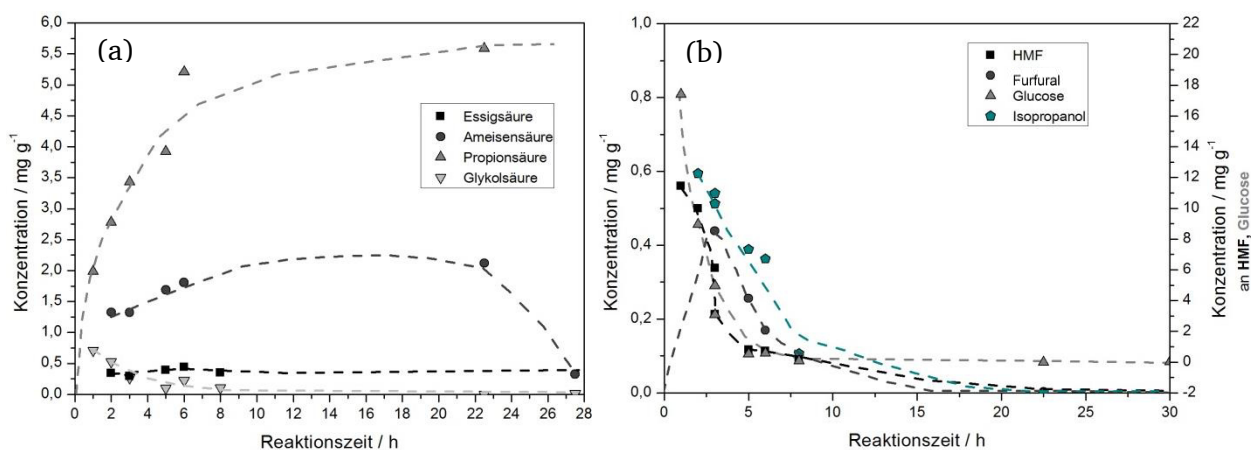 (a)
Konzentration / mg g⁻¹
6,0
5,5
5,0
4,5
4,0
3,5
3,0
2,5
2,0
1,5
1,0
0,5
0,0
Essigsäure
Ameisensäure
Propionsäure
Glykolsäure
0 2 4 6 8 10 12 14 16 18 20 22 24 26 28
Reaktionszeit / h
(b)
Konzentration / mg g⁻¹
1,0
0,8
0,6
0,4
0,2
0,0
HMF
Furfural
Glucose
Isopropanol
0 5 10 15 20 25 30
Reaktionszeit / h
22
20
18
16
14
12
10
8
6
4
2
0
-2
Konzentration / mg g⁻¹
an HMF, Glucose